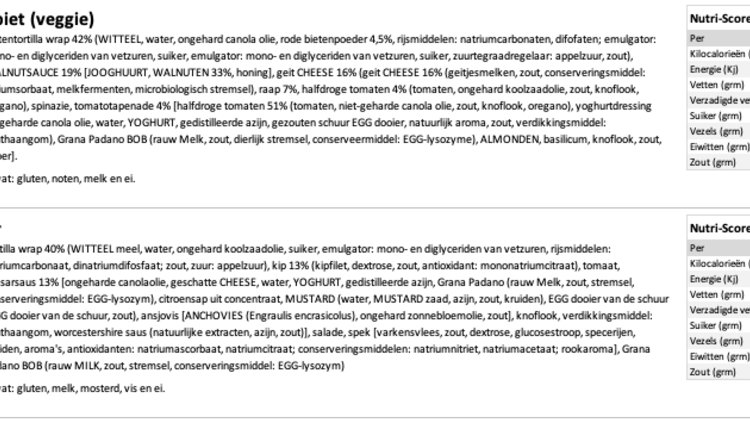 biet (veggie)
tentortilla wrap 42% (WITTEEL, water, ongehard canola olie, rode bietenpoeder 4,5%, rijsmiddelen: natriumcarbonaten, difofaten; emulgator:
no- en diglyceriden van vetzuren, suiker, emulgator: mono- en diglyceriden van vetzuren, suiker, zuurtegraadregelaar: appelzuur, zout),
ALNUTSAUCE 19% [JOOGHUURT, WALNUTEN 33%, honing], geit CHEESE 16% (geit CHEESE 16% (geitjesmelken, zout, conserveringsmiddel:
iumsorbaat, melkfermenten, microbiologisch stremsel), raap 7%, halfdroge tomaten 4% (tomaten, ongehard koolzaadolie, zout, knoflook,
egano), spinazie, tomatotapenade 4% [halfdroge tomaten 51% (tomaten, niet-geharde canola olie, zout, knoflook, oregano), yoghurtdressing
geharde canola olie, water, YOGHURT, gedistilleerde azijn, gezouten schuur EGG dooier, natuurlijk aroma, zout, verdikkingsmiddel:
thaangom), Grana Padano BOB (rauw Melk, zout, dierlijk stremsel, conserveermiddel: EGG-lysozyme), ALMONDEN, basilicum, knoflook, zout,
per].
at: gluten, noten, melk en ei.
Nutri-Score
Per
Kilocalorieën (
Energie (Kj)
Vetten (grm)
Verzadigde ve
Suiker (grm)
Vezels (grm)
Eiwitten (grm)
Zout (grm)
tilla wrap 40% (WITTEEL meel, water, ongehard koolzaadolie, suiker, emulgator: mono- en diglyceriden van vetzuren, rijsmiddelen:
riumcarbonaat, dinatriumdifosfaat; zout, zuur: appelzuur), kip 13% (kipfilet, dextrose, zout, antioxidant: mononatriumcitraat), tomaat,
sarsaus 13% [ongeharde canolaolie, geschatte CHEESE, water, YOGHURT, gedistilleerde azijn, Grana Padano (rauw Melk, zout, stremsel,
nserveringsmiddel: EGG-lysozym), citroensap uit concentraat, MUSTARD (water, MUSTARD zaad, azijn, zout, kruiden), EGG dooier van de schuur
GG dooier van de schuur, zout), ansjovis [ANCHOVIES (Engraulis encrasicolus), ongehard zonnebloemolie, zout], knoflook, verdikkingsmiddel:
thaangom, worcestershire saus (natuurlijke extracten, azijn, zout)], salade, spek [varkensvlees, zout, dextrose, glucosestroop, specerijen,
iden, aroma's, antioxidanten: natriumascorbaat, natriumcitraat; conserveringsmiddelen: natriumnitriet, natriumacetaat; rookaroma], Grana
dano BOB (rauw MILK, zout, stremsel, conserveringsmiddel: EGG-lysozym)
at: gluten, melk, mosterd, vis en ei.
Nutri-Score
Per
Kilocalorieën (
Energie (Kj)
Vetten (grm)
Verzadigde ve
Suiker (grm)
Vezels (grm)
Eiwitten (grm)
Zout (grm)